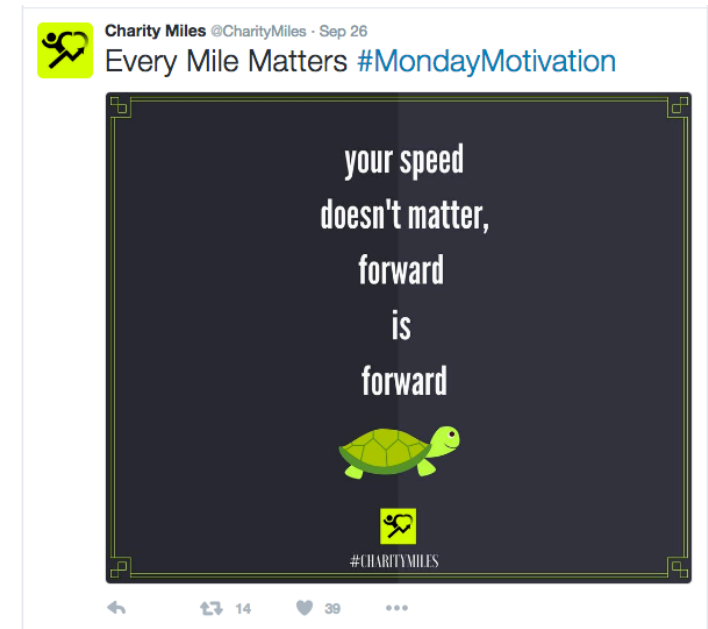 Charity Miles @CharityMiles · Sep 26
Every Mile Matters #MondayMotivation
your speed
doesn't matter,
forward
is
forward
#CHARITYMILES
14 39